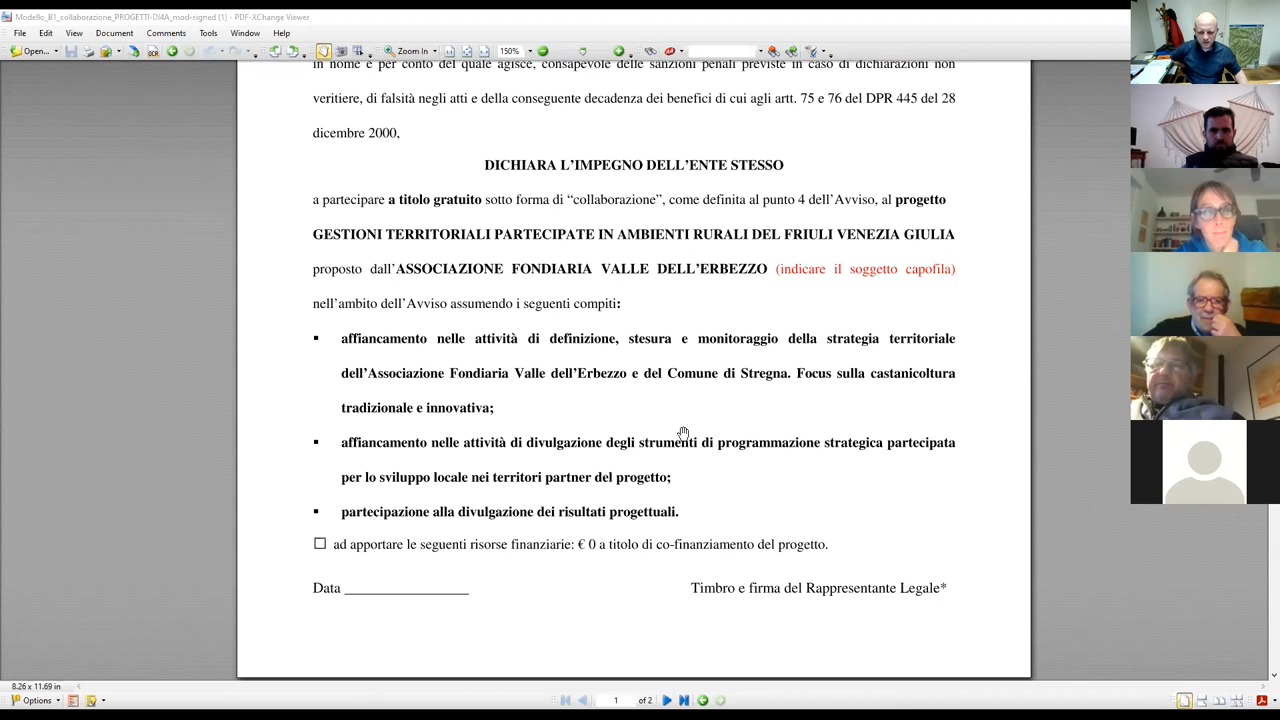 Modello_B1_collaborazione_PROGETTI-DI4A_mod-signed (1) - PDF-XChange Viewer
File Edit View Document Comments Tools Window Help
Open... OCR Zoom In 150%
in nome e per conto del quale agisce, consapevole delle sanzioni penali previste in caso di dichiarazioni non
veritiere, di falsità negli atti e della conseguente decadenza dei benefici di cui agli artt. 75 e 76 del DPR 445 del 28
dicembre 2000,
DICHIARA L’IMPEGNO DELL’ENTE STESSO
a partecipare a titolo gratuito sotto forma di “collaborazione”, come definita al punto 4 dell’Avviso, al progetto
GESTIONI TERRITORIALI PARTECIPATE IN AMBIENTI RURALI DEL FRIULI VENEZIA GIULIA
proposto dall’ASSOCIAZIONE FONDIARIA VALLE DELL’ERBEZZO (indicare il soggetto capofila)
nell’ambito dell’Avviso assumendo i seguenti compiti:
▪ affiancamento nelle attività di definizione, stesura e monitoraggio della strategia territoriale
dell’Associazione Fondiaria Valle dell’Erbezzo e del Comune di Stregna. Focus sulla castanicoltura
tradizionale e innovativa;
▪ affiancamento nelle attività di divulgazione degli strumenti di programmazione strategica partecipata
per lo sviluppo locale nei territori partner del progetto;
▪ partecipazione alla divulgazione dei risultati progettuali.
☐ ad apportare le seguenti risorse finanziarie: € 0 a titolo di co-finanziamento del progetto.
Data _________________ Timbro e firma del Rappresentante Legale*
8.26 x 11.69 in
Options 1 of 2